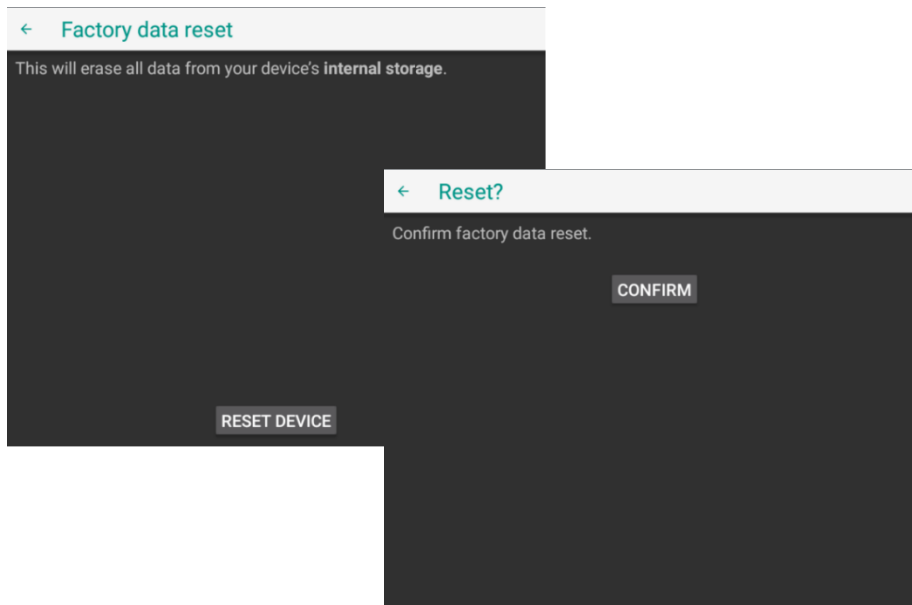 Factory data reset
This will erase all data from your device's internal storage.
RESET DEVICE
Reset?
Confirm factory data reset.
CONFIRM